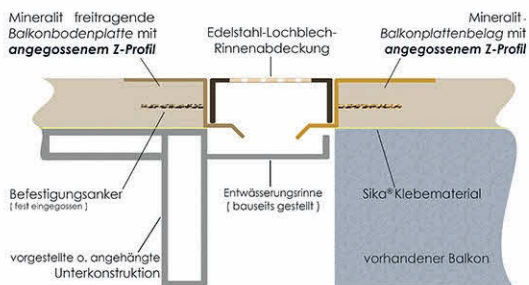 Mineralit freitragende
Balkonbodenplatte mit
angegossenem Z-Profil
Edelstahl-Lochblech-
Rinnenabdeckung
Mineralit-
Balkonplattenbelag mit
angegossenem Z-Profil
Befestigungsanker
( fest eingegossen )
Entwässerungsrinne
( bauseits gestellt )
Sika® Klebematerial
vorgestellte o. angehängte
Unterkonstruktion
vorhandener Balkon